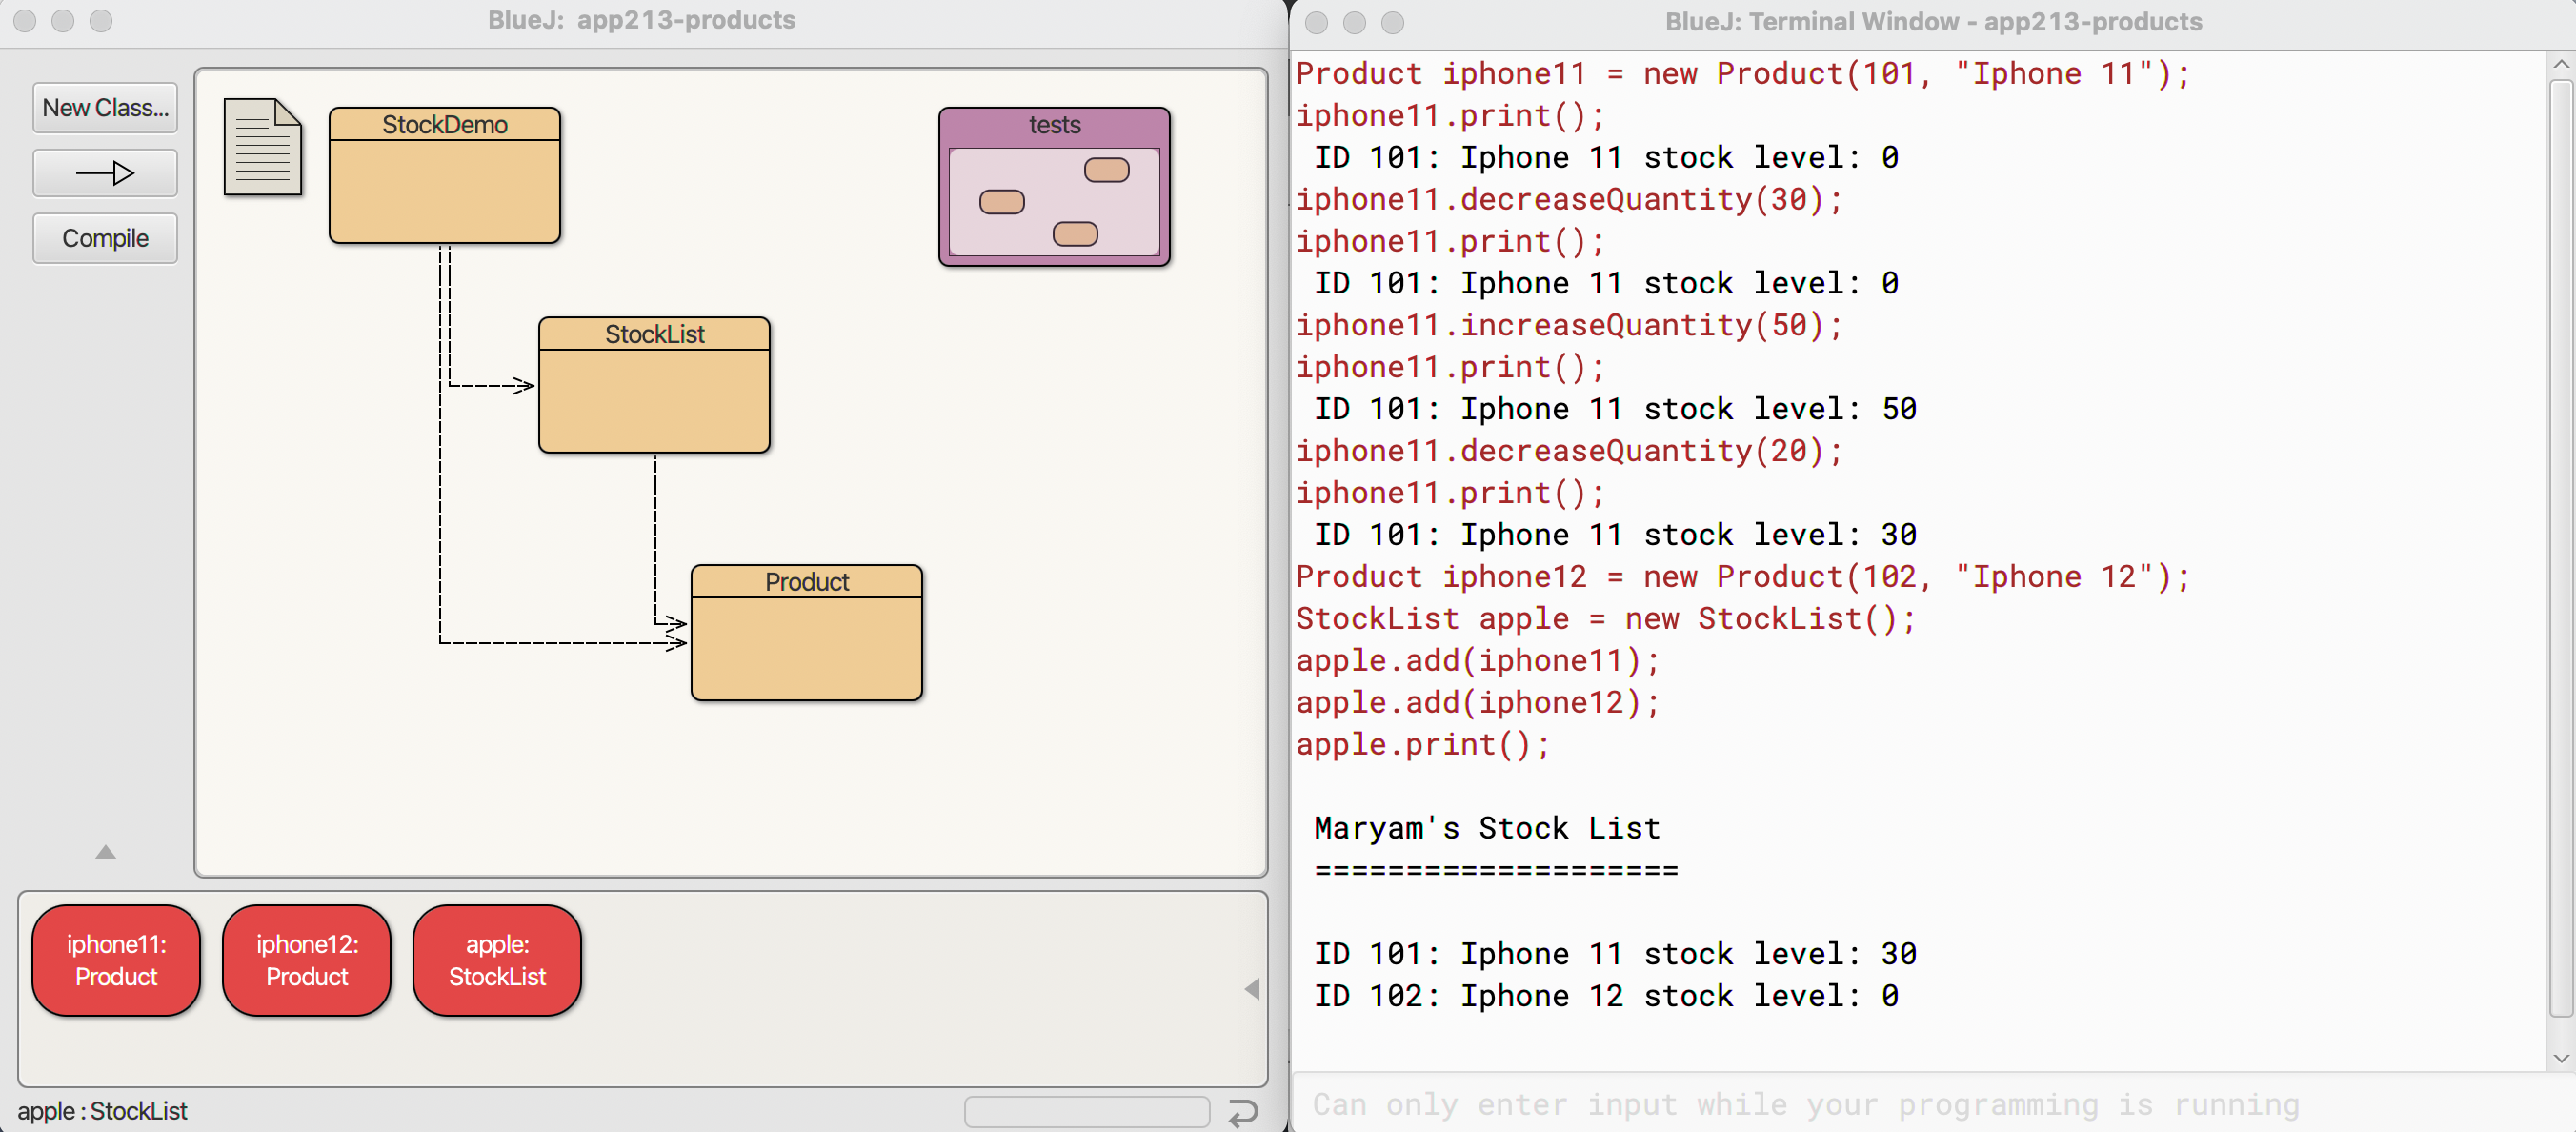 BlueJ: app213-products
New Class...
Compile
StockDemo
tests
StockList
Product
iphone11:
Product
iphone12:
Product
apple:
StockList
apple : StockList
BlueJ: Terminal Window - app213-products
Product iphone11 = new Product(101, "Iphone 11");
iphone11.print();
ID 101: Iphone 11 stock level: 0
iphone11.decreaseQuantity(30);
iphone11.print();
ID 101: Iphone 11 stock level: 0
iphone11.increaseQuantity(50);
iphone11.print();
ID 101: Iphone 11 stock level: 50
iphone11.decreaseQuantity(20);
iphone11.print();
ID 101: Iphone 11 stock level: 30
Product iphone12 = new Product(102, "Iphone 12");
StockList apple = new StockList();
apple.add(iphone11);
apple.add(iphone12);
apple.print();
Maryam's Stock List
====================
ID 101: Iphone 11 stock level: 30
ID 102: Iphone 12 stock level: 0
Can only enter input while your programming is running